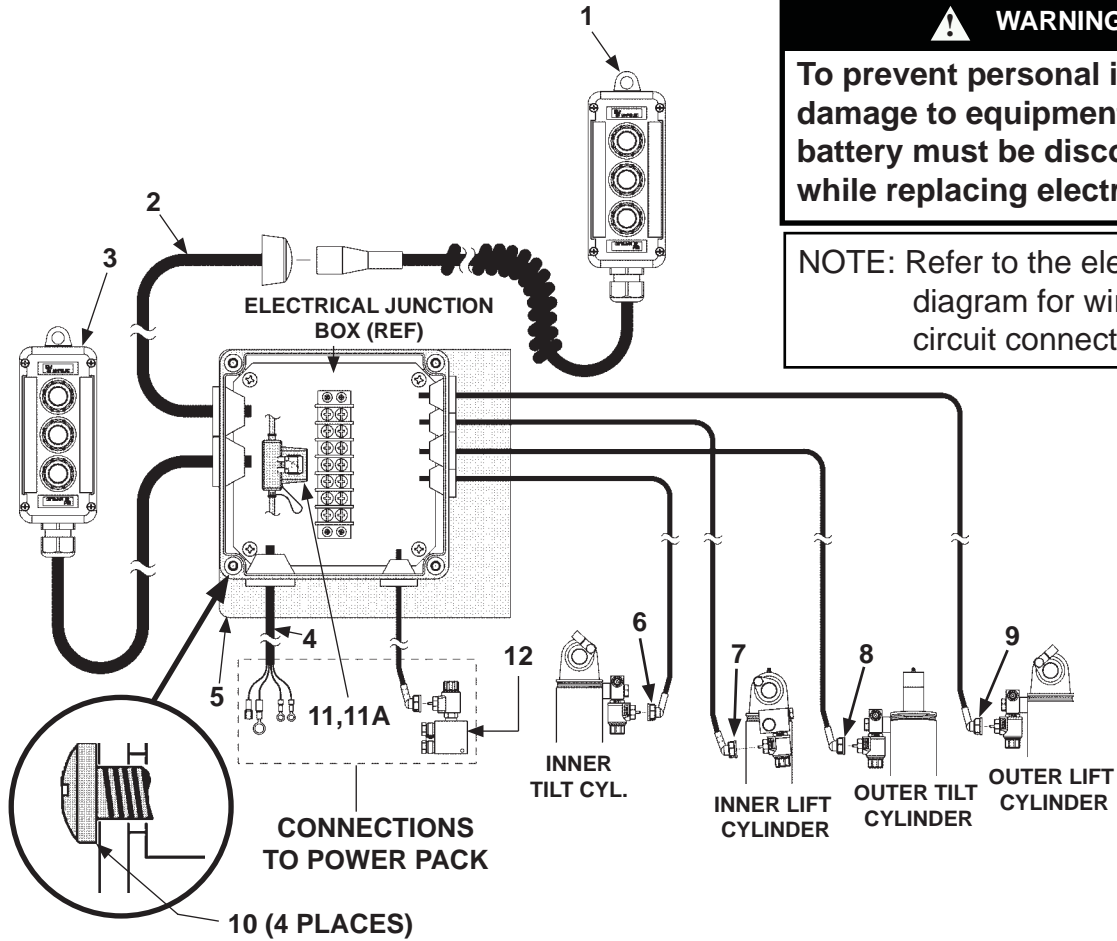 1
WARNING
To prevent personal i
damage to equipmen
battery must be disco
while replacing electr
NOTE: Refer to the ele
diagram for wi
circuit connect
2
3
ELECTRICAL JUNCTION
BOX (REF)
4
5
11,11A
12
6
7
8
9
INNER
TILT CYL.
INNER LIFT
CYLINDER
OUTER TILT
CYLINDER
OUTER LIFT
CYLINDER
CONNECTIONS
TO POWER PACK
10 (4 PLACES)